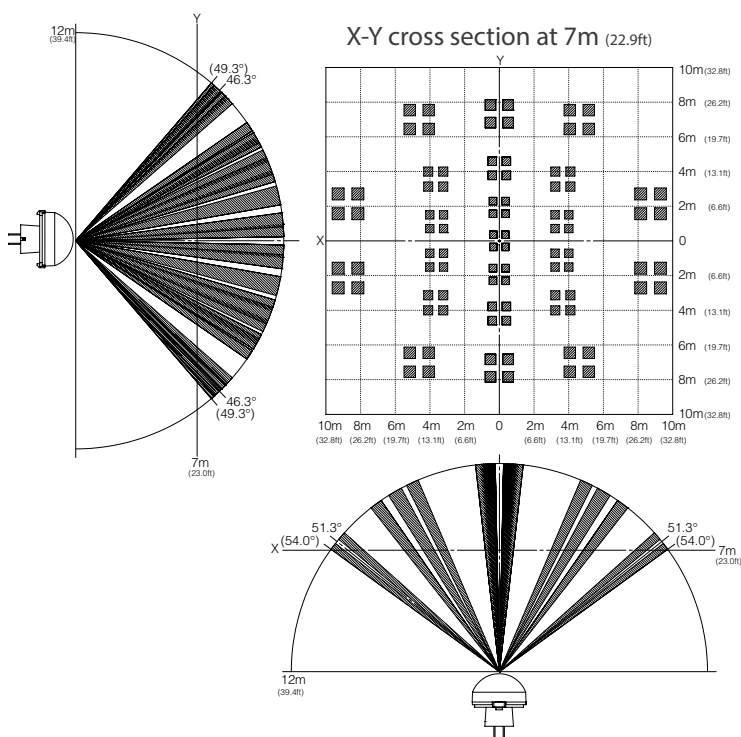 Y
12m
(39.4ft)
(49.3°)
46.3°
46.3°
(49.3°)
7m
(23.0ft)
X-Y cross section at 7m (22.9ft)
Y
10m (32.8ft)
8m (26.2ft)
6m (19.7ft)
4m (13.1ft)
2m (6.6ft)
X 0
2m (6.6ft)
4m (13.1ft)
6m (19.7ft)
8m (26.2ft)
10m (32.8ft)
10m 8m 6m 4m 2m 0 2m 4m 6m 8m 10m
(32.8ft) (26.2ft) (19.7ft) (13.1ft) (6.6ft) (6.6ft) (13.1ft) (19.7ft) (26.2ft) (32.8ft)
51.3°
(54.0°)
X
51.3°
(54.0°)
7m
(23.0ft)
12m
(39.4ft)